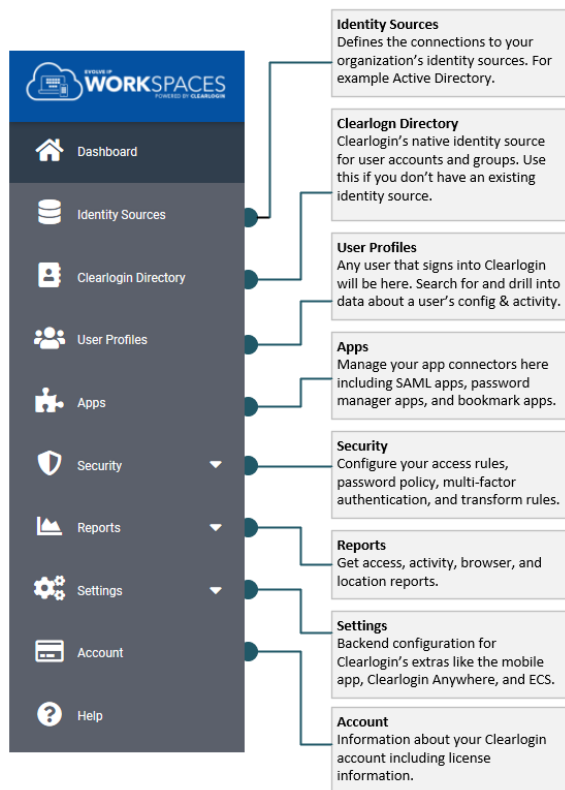 EVOLVE IP
WORKSPACES
POWERED BY CLEARLOGIN
Dashboard
Identity Sources
Clearlogin Directory
User Profiles
Apps
Security
Reports
Settings
Account
Help
Identity Sources
Defines the connections to your
organization's identity sources. For
example Active Directory.
Clearlogn Directory
Clearlogin's native identity source
for user accounts and groups. Use
this if you don't have an existing
identity source.
User Profiles
Any user that signs into Clearlogin
will be here. Search for and drill into
data about a user's config & activity.
Apps
Manage your app connectors here
including SAML apps, password
manager apps, and bookmark apps.
Security
Configure your access rules,
password policy, multi-factor
authentication, and transform rules.
Reports
Get access, activity, browser, and
location reports.
Settings
Backend configuration for
Clearlogin's extras like the mobile
app, Clearlogin Anywhere, and ECS.
Account
Information about your Clearlogin
account including license
information.